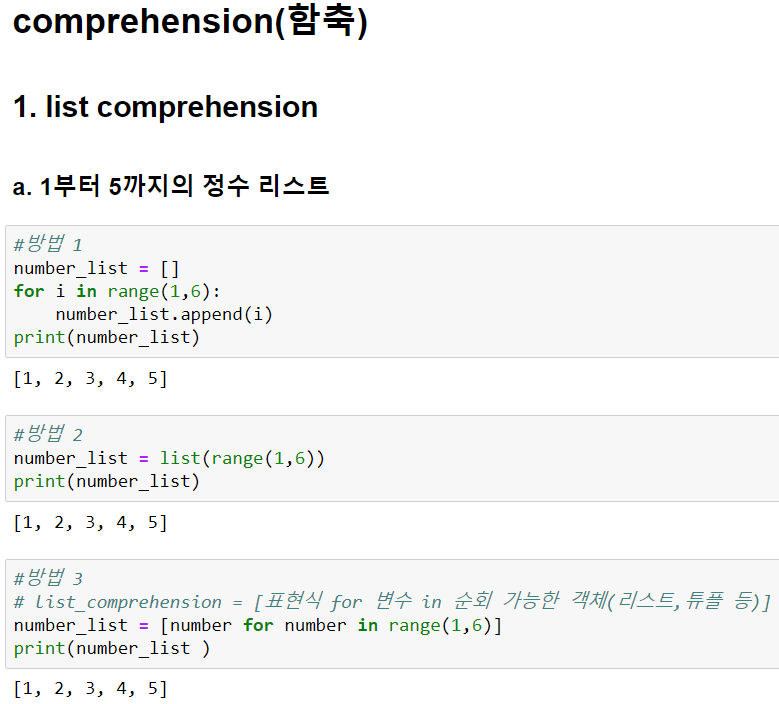 comprehension(함축)
1. list comprehension
a. 1부터 5까지의 정수 리스트
#방법 1
number_list = []
for i in range(1,6):
    number_list.append(i)
print(number_list)
[1, 2, 3, 4, 5]
#방법 2
number_list = list(range(1,6))
print(number_list)
[1, 2, 3, 4, 5]
#방법 3
# list_comprehension = [표현식 for 변수 in 순회 가능한 객체(리스트,튜플 등)]
number_list = [number for number in range(1,6)]
print(number_list )
[1, 2, 3, 4, 5]